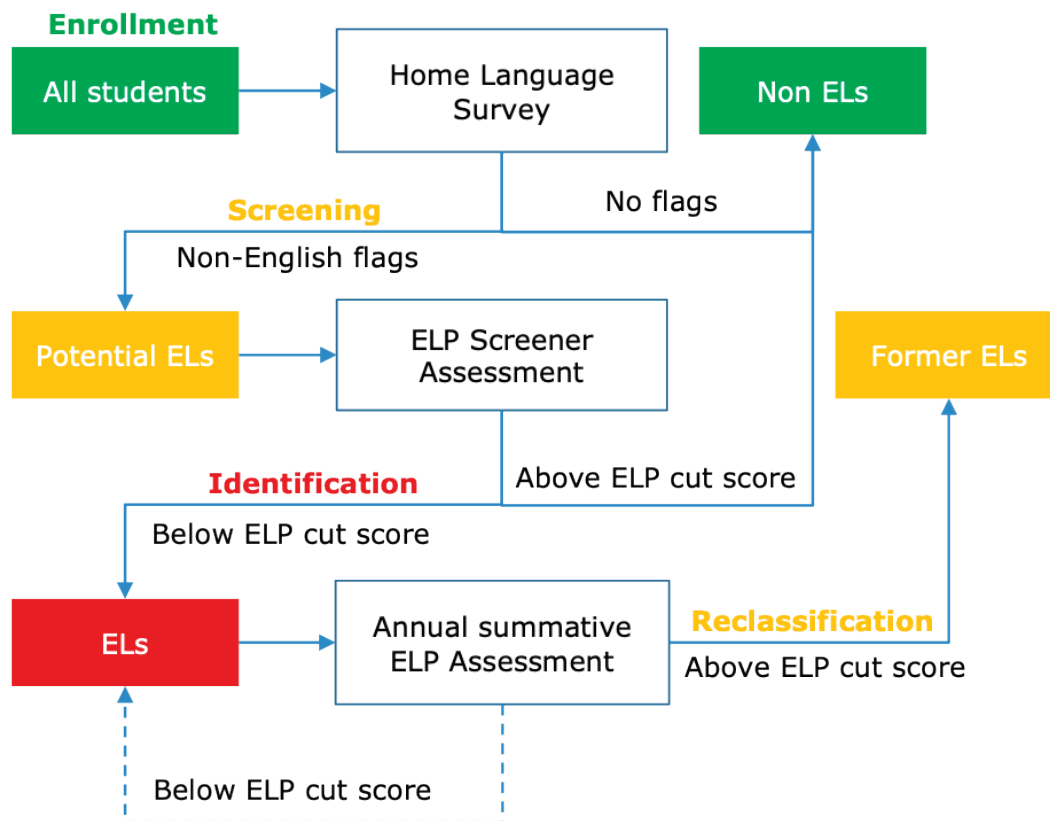 Enrollment
All students
Home Language
Survey
Non ELs
No flags
Screening
Non-English flags
Potential ELs
ELP Screener
Assessment
Former ELs
Identification
Above ELP cut score
Below ELP cut score
ELs
Annual summative
ELP Assessment
Reclassification
Above ELP cut score
Below ELP cut score